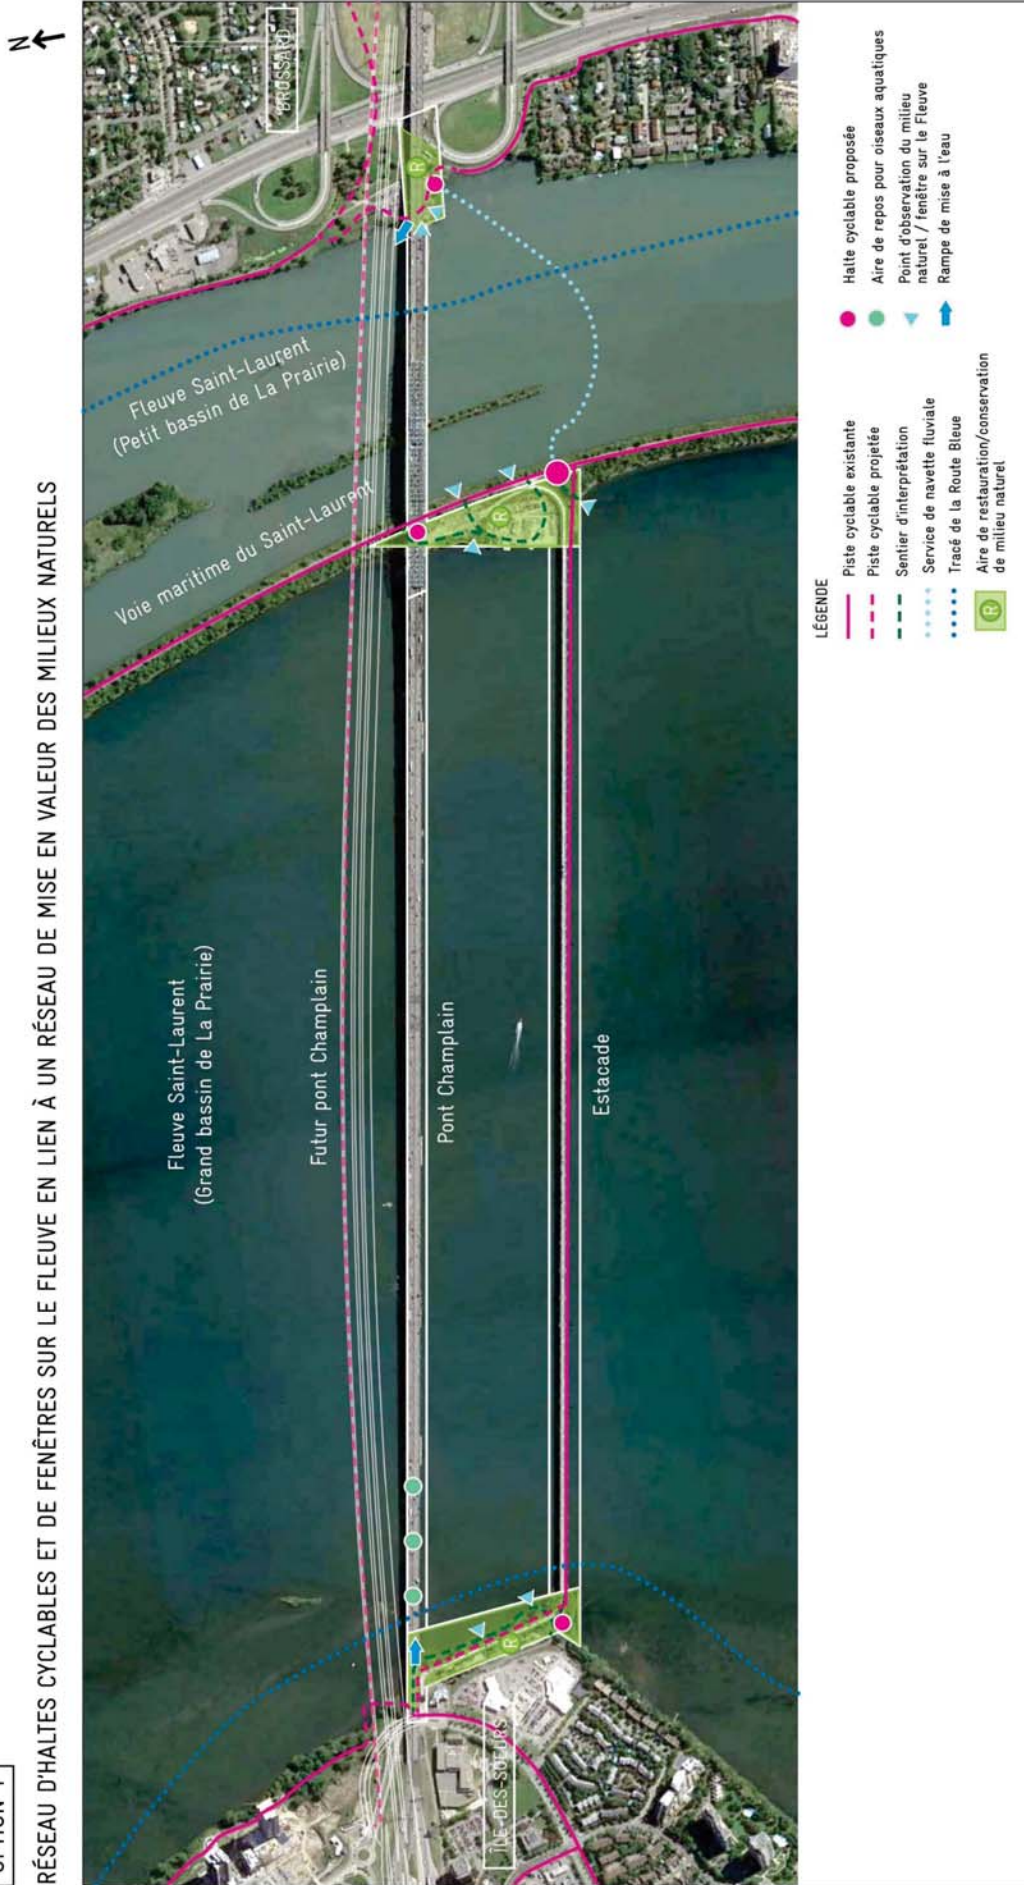 RÉSEAU D'HALTES CYCLABLES ET DE FENÊTRES SUR LE FLEUVE EN LIEN À UN RÉSEAU DE MISE EN VALEUR DES MILIEUX NATURELS
N
Fleuve Saint-Laurent
(Grand bassin de La Prairie)
Voie maritime du Saint-Laurent
Fleuve Saint-Laurent
(Petit bassin de La Prairie)
BROSSARD
Futur pont Champlain
Pont Champlain
Estacade
ÎLE-DES-SOEURS
R
R
R
LÉGENDE
Piste cyclable existante
Piste cyclable projetée
Sentier d'interprétation
Service de navette fluviale
Tracé de la Route Bleue
R
Aire de restauration/conservation
de milieu naturel
Halte cyclable proposée
Aire de repos pour oiseaux aquatiques
Point d'observation du milieu
naturel / fenêtre sur le Fleuve
Rampe de mise à l'eau